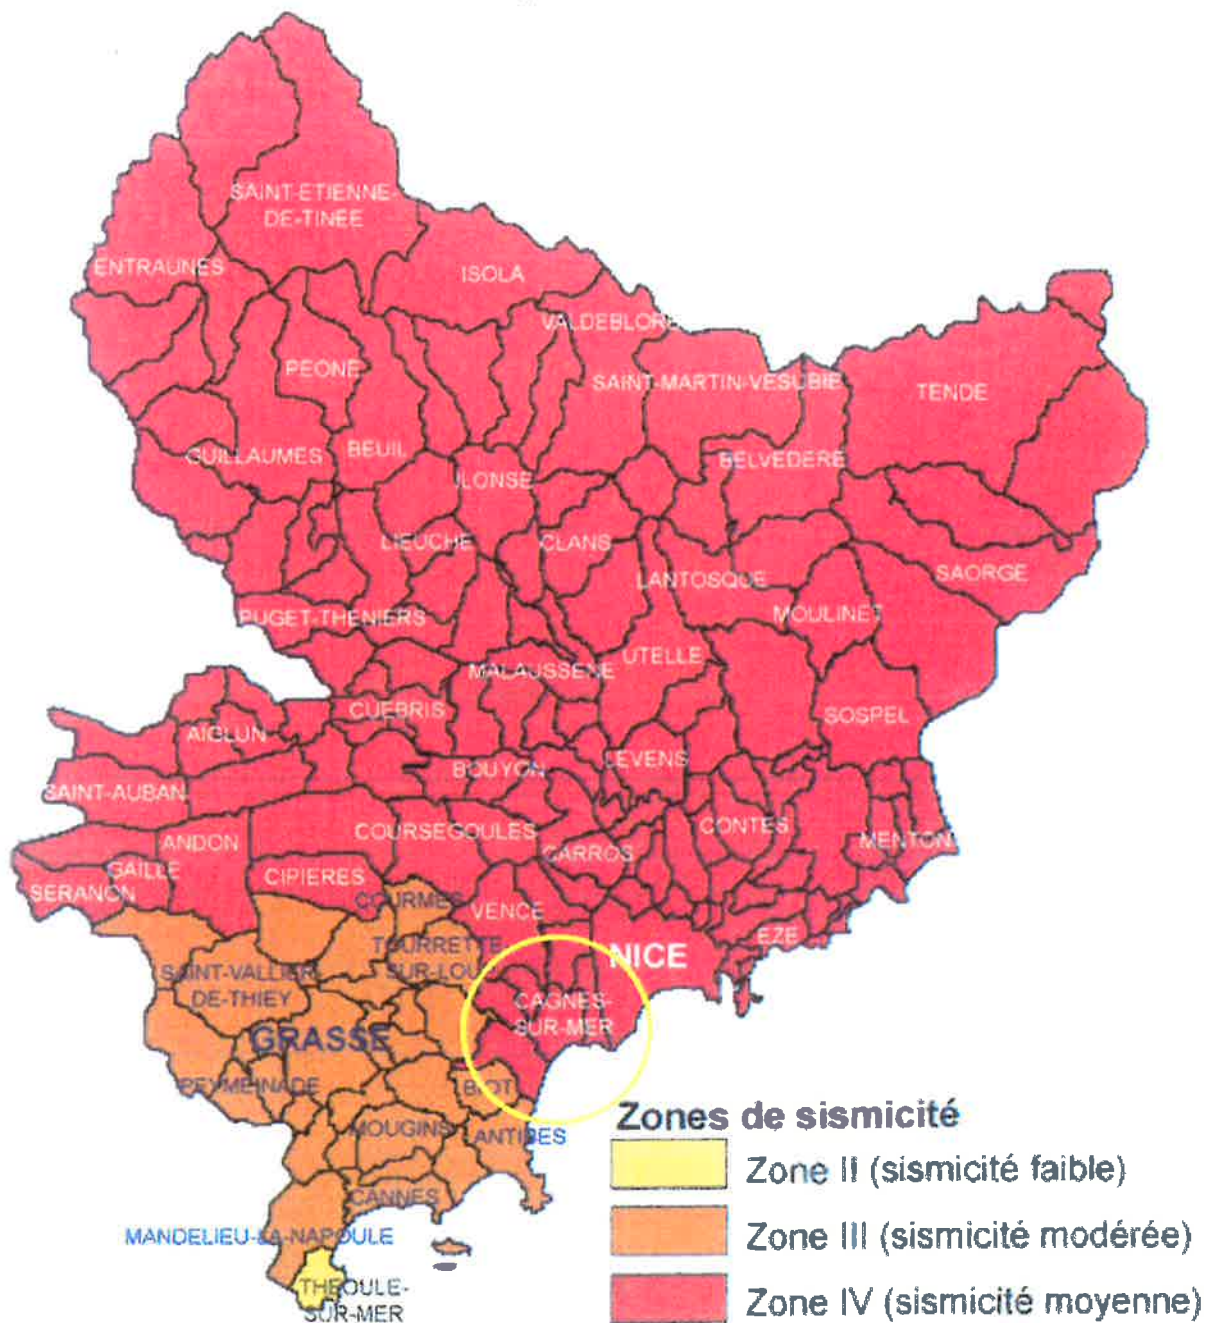 SAINT-ETIENNE-
DE-TINEE
ENTRAUNES
ISOLA
VALDEBLORE
PEONE
SAINT-MARTIN-VESUBIE
TENDE
GUILLAUMES
BEUIL
BELVEDERE
ILONSE
LIEUCHE
CLANS
LANTOSQUE
SAORGE
PUGET-THENIERS
MOULINET
UTELLE
MALAUSSENE
CUEBRIS
SOSPEL
AIGLUN
LEVENS
BOUYON
SAINT-AUBAN
CONTES
COURSEGOULES
ANDON
MENTON
CARROS
GAILLE
CIPIERES
SERANON
COURMES
VENCE
EZE
TOURRETTE
SUR-LOUP
NICE
SAINT-VALLIER
DE-THIEY
CAGNES-
SUR-MER
GRASSE
PEYMEINADE
BIOT
MOUGINS
ANTIBES
CANNES
MANDELIEU-LA-NAPOULE
THEOULE-
SUR-MER
Zones de sismicité
Zone II (sismicité faible)
Zone III (sismicité modérée)
Zone IV (sismicité moyenne)